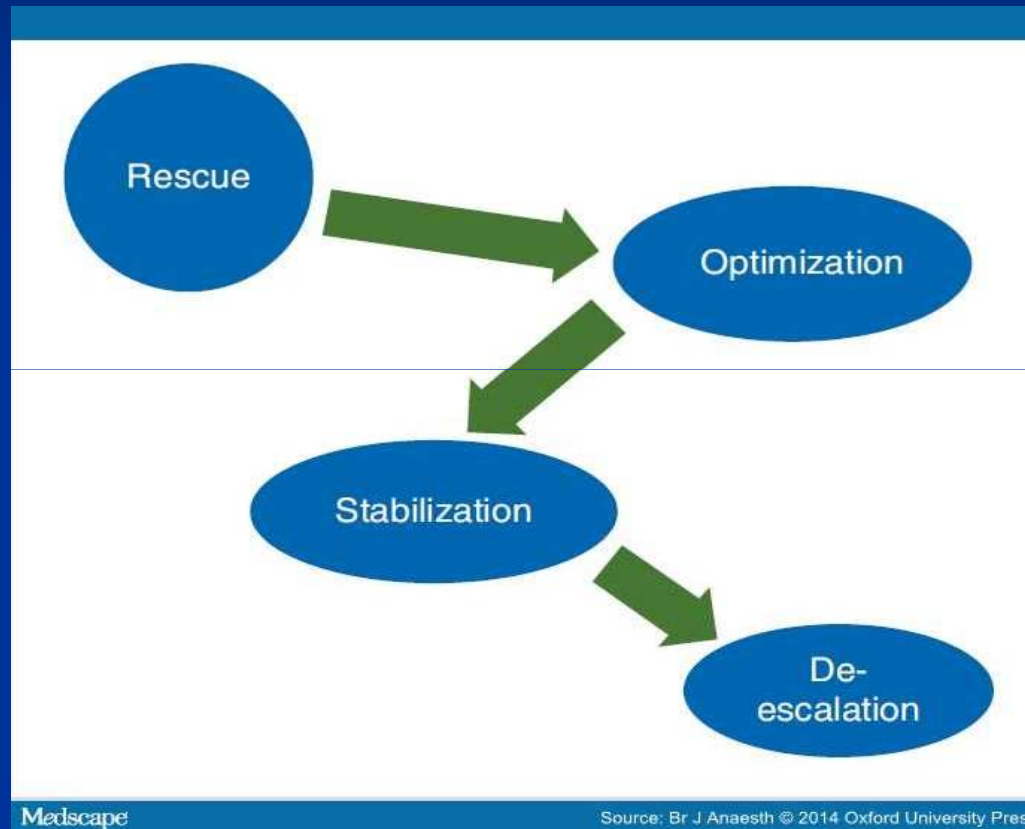 Rescue
Optimization
Stabilization
De-
escalation
Medscape
Source: Br J Anaesth © 2014 Oxford University Pres